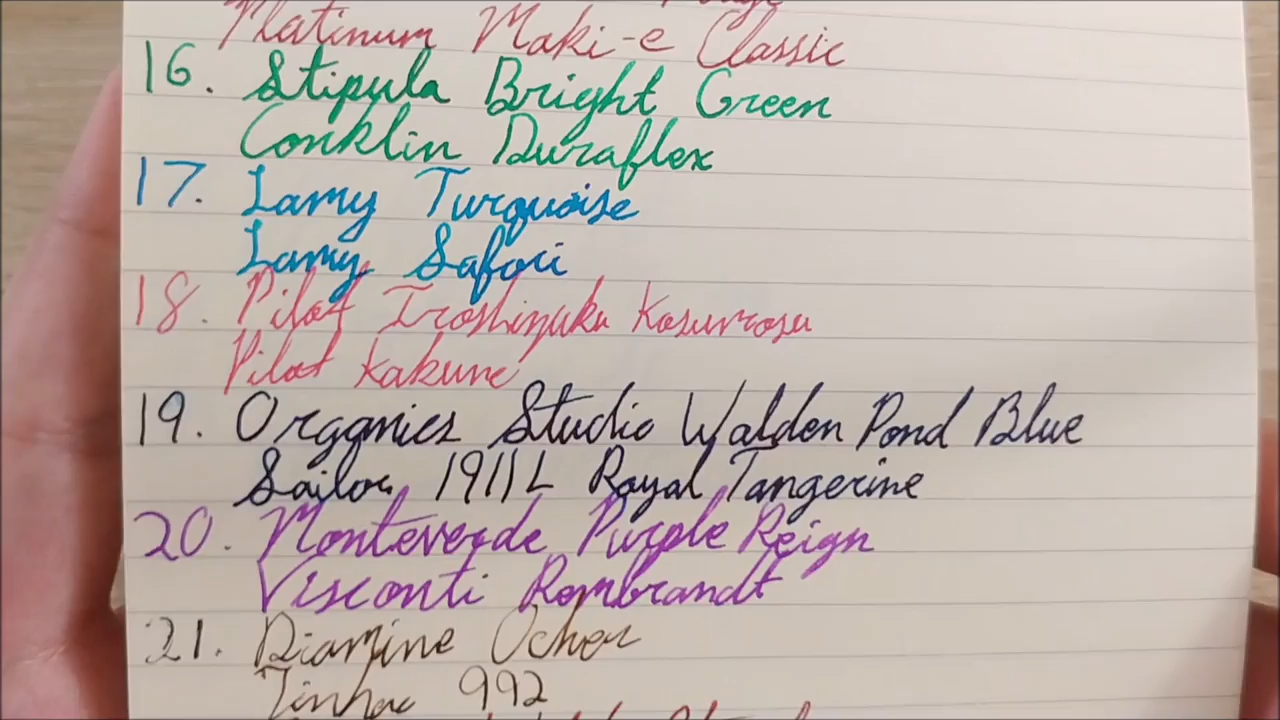 Platinum Maki-e Classic
16. Stipula Bright Green
Conklin Duraflex
17. Lamy Turquoise
Lamy Safari
18. Pilot Iroshizuku Kosumosu
Pilot Kakuno
19. Organics Studio Walden Pond Blue
Sailor 1911L Royal Tangerine
20. Monteverde Purple Reign
Visconti Rembrandt
21. Diamine Ocher
Jinhao 992